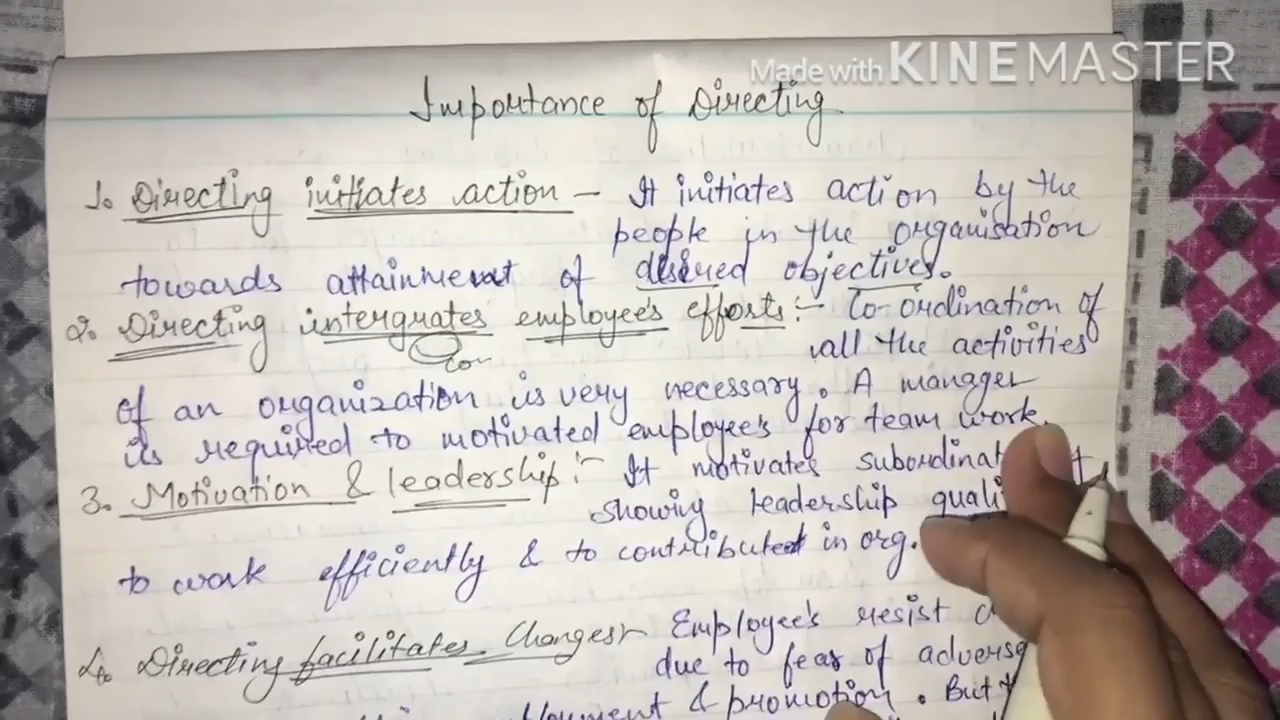 Made with KINEMASTER
Importance of Directing
1. Directing initiates action - It initiates action by the
people in the organisation
towards attainment of desired objectives.
2. Directing intergrates employee's efforts :- Co-ordination of
con
all the activities
of an organization is very necessary. A manager
is required to motivated employee's for team work.
3. Motivation & leadership :- It motivates
showing leadership
to work efficiently & to contributed in org.
4. Directing facilitates Changes - Employee's resist
due to fear of
& promotion. But